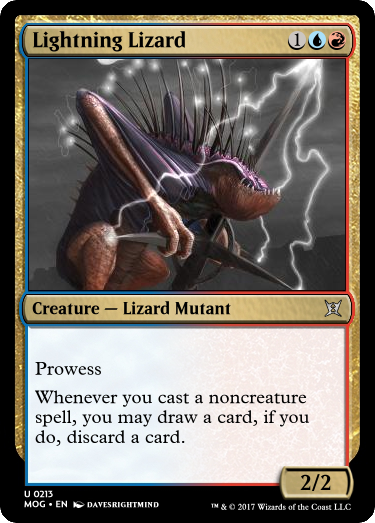 Lightning Lizard 1
Creature — Lizard Mutant
Prowess
Whenever you cast a noncreature
spell, you may draw a card, if you
do, discard a card.
2/2
U 0213
MOG • EN DAVESRIGHTMIND
™ & © 2017 Wizards of the Coast LLC